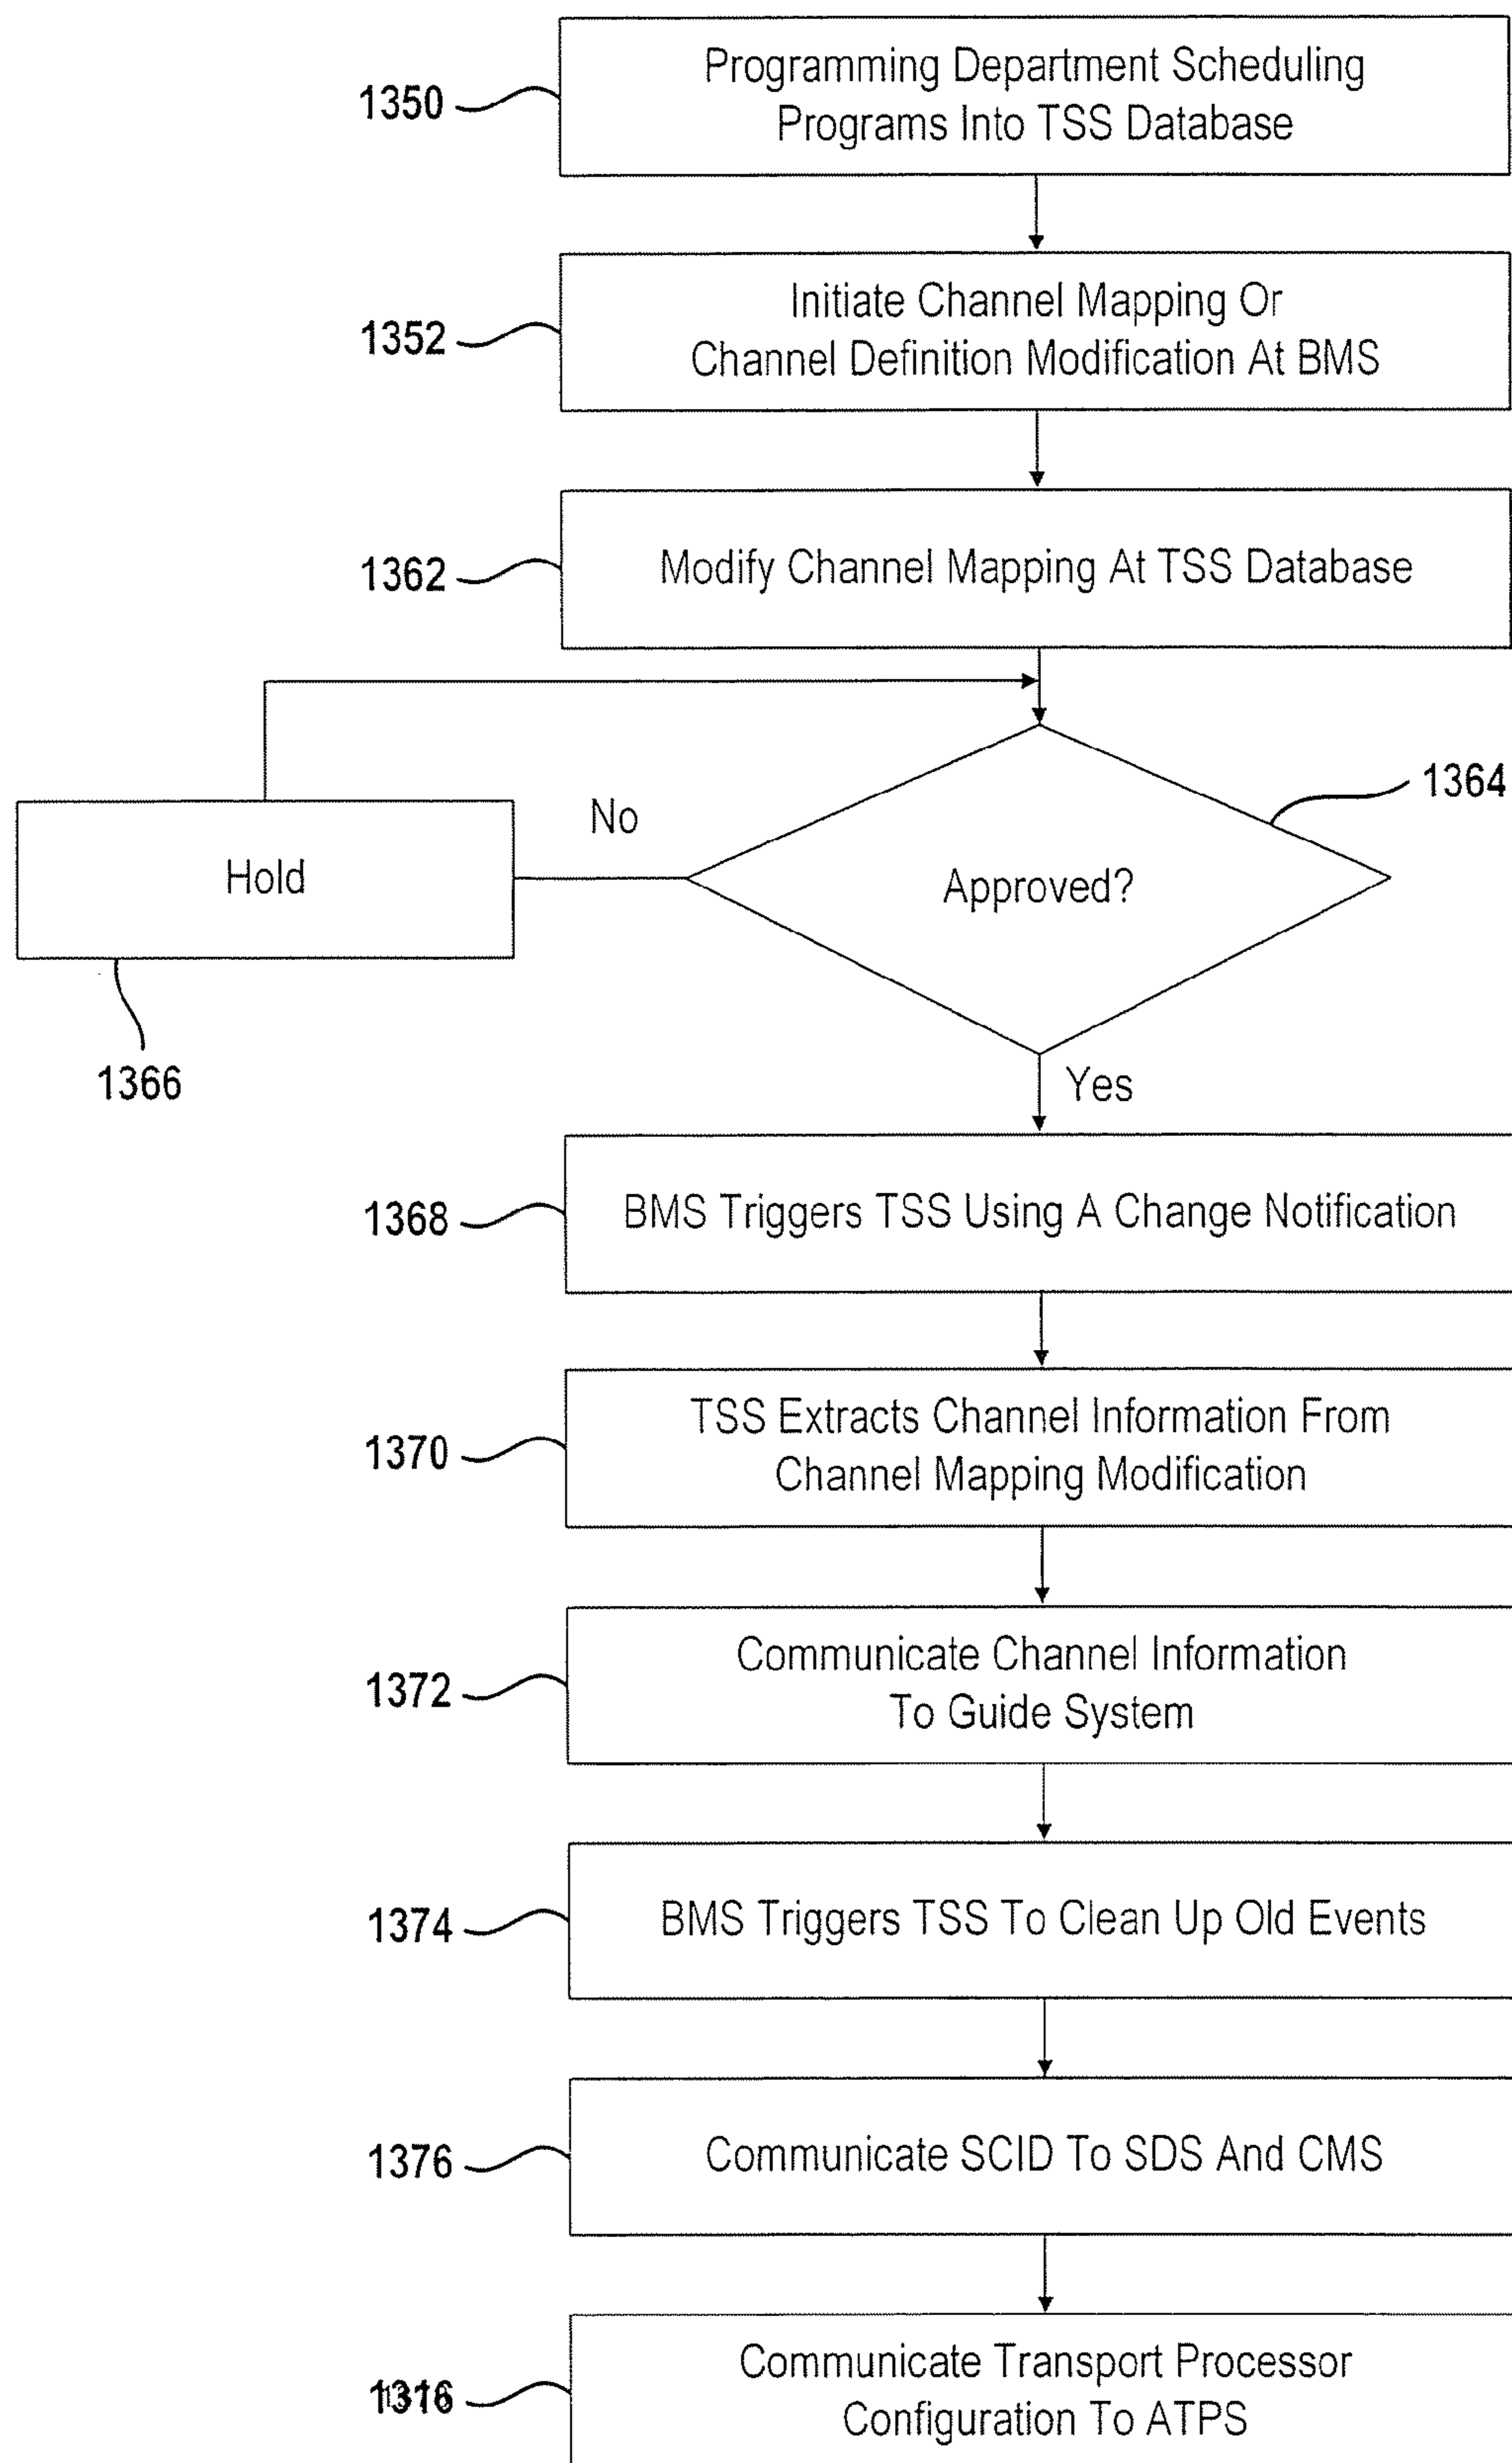 1350
Programming Department Scheduling
Programs Into TSS Database
1352
Initiate Channel Mapping Or
Channel Definition Modification At BMS
1362
Modify Channel Mapping At TSS Database
1364
No
Hold
Approved?
1366
Yes
1368
BMS Triggers TSS Using A Change Notification
1370
TSS Extracts Channel Information From
Channel Mapping Modification
1372
Communicate Channel Information
To Guide System
1374
BMS Triggers TSS To Clean Up Old Events
1376
Communicate SCID To SDS And CMS
Communicate Transport Processor
Configuration To ATPS